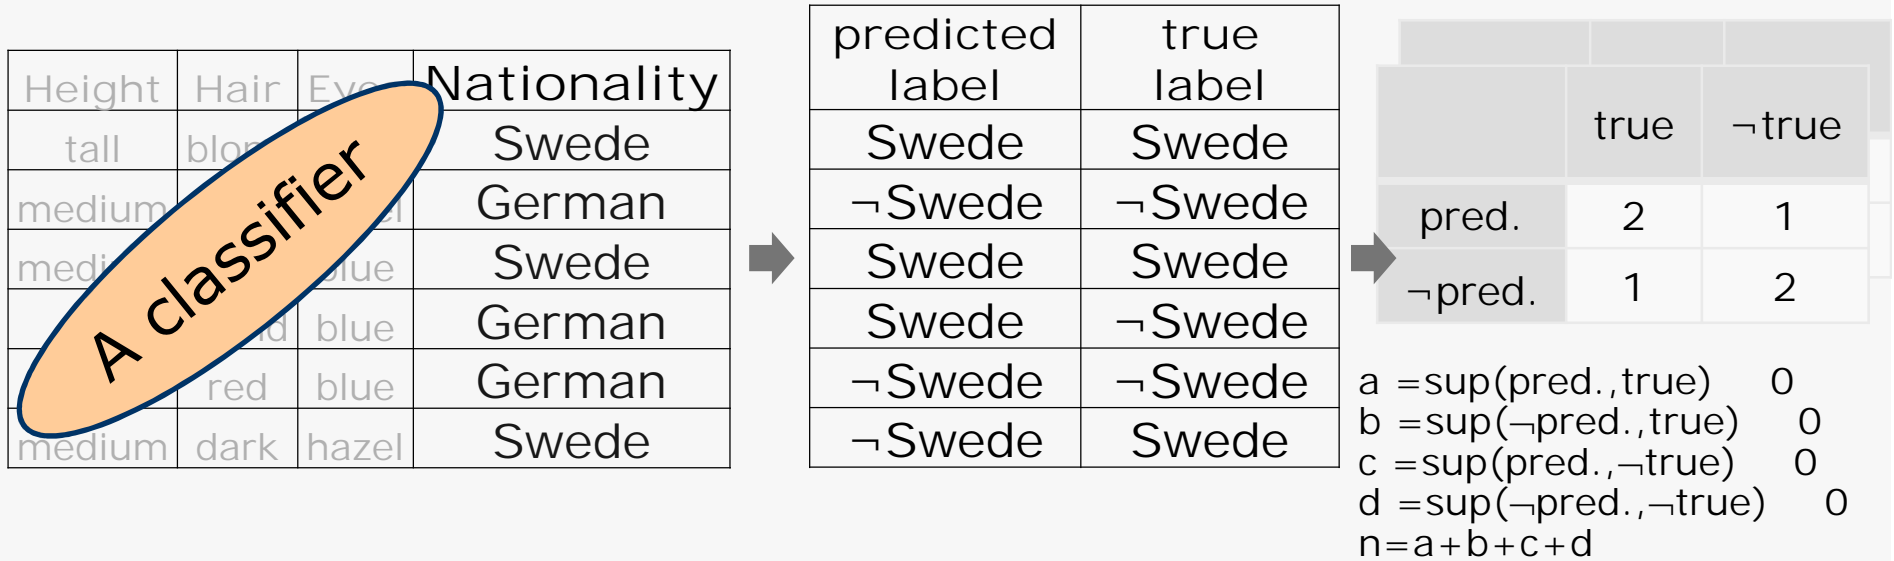 Height Hair Nationality
tall Swede
medium German
blue Swede
blue German
red blue German
medium dark hazel Swede
A classifier
predicted label true label
Swede Swede
¬Swede ¬Swede
Swede Swede
Swede ¬Swede
¬Swede ¬Swede
¬Swede Swede
true ¬true
pred. 2 1
¬pred. 1 2
a =sup(pred.,true) 0
b =sup(¬pred.,true) 0
c =sup(pred.,¬true) 0
d =sup(¬pred.,¬true) 0
n=a+b+c+d